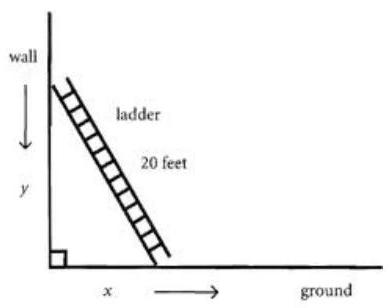 wall
ladder
20 feet
y
x
ground